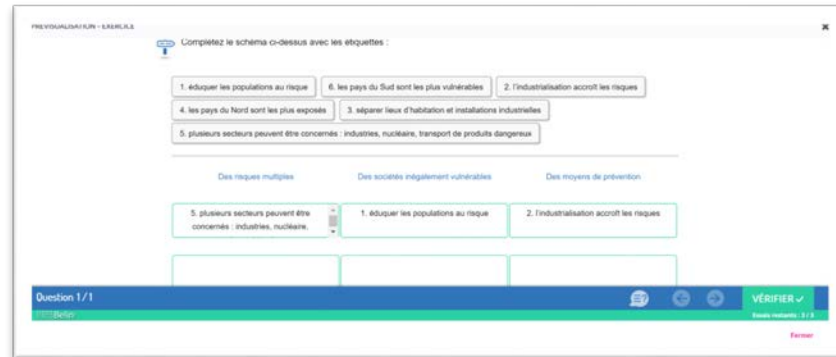 PRÉVISUALISATION - EXERCICE
Complétez le schéma ci-dessus avec les étiquettes :
1. éduquer les populations au risque
6. les pays du Sud sont les plus vulnérables
2. l'industrialisation accroît les risques
4. les pays du Nord sont les plus exposés
3. séparer lieux d'habitation et installations industrielles
5. plusieurs secteurs peuvent être concernés : industries, nucléaire, transport de produits dangereux
Des risques multiples
Des sociétés inégalement vulnérables
Des moyens de prévention
5. plusieurs secteurs peuvent être
concernés : industries, nucléaire,
1. éduquer les populations au risque
2. l'industrialisation accroît les risques
Question 1/1
VÉRIFIER
Essais restants : 3 / 3
Belin
Fermer